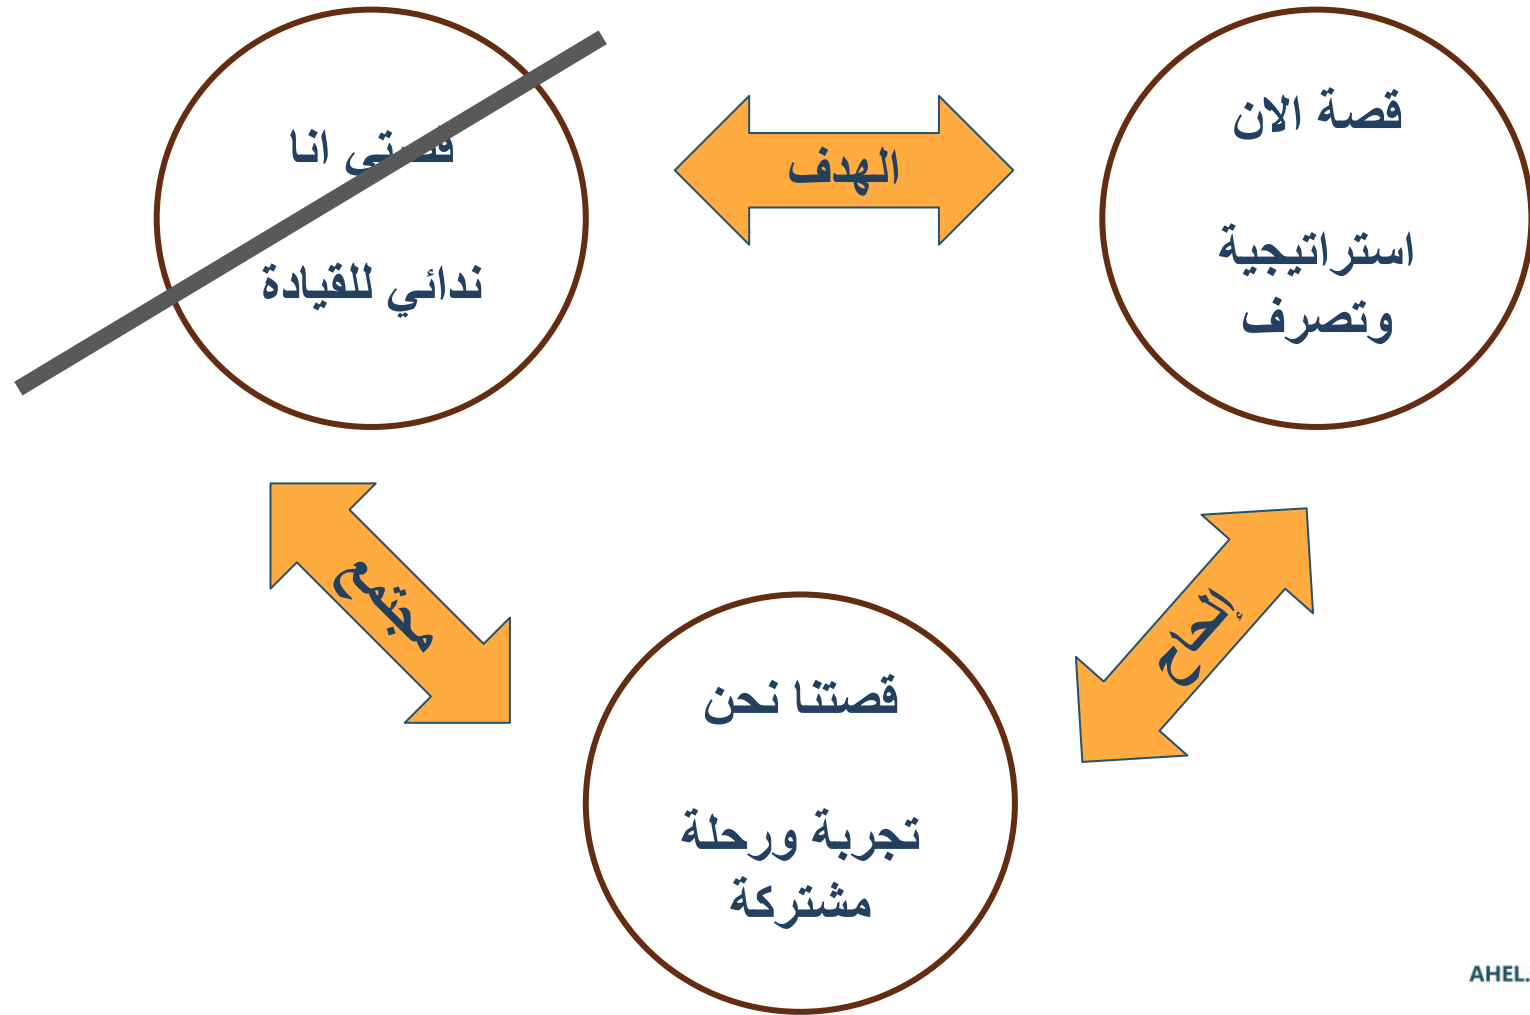 قصة الان
استراتيجية
وتصرف
الهدف
قصتي انا
ندائي للقيادة
إلحاح
مجتمع
قصتنا نحن
تجربة ورحلة
مشتركة
AHEL.